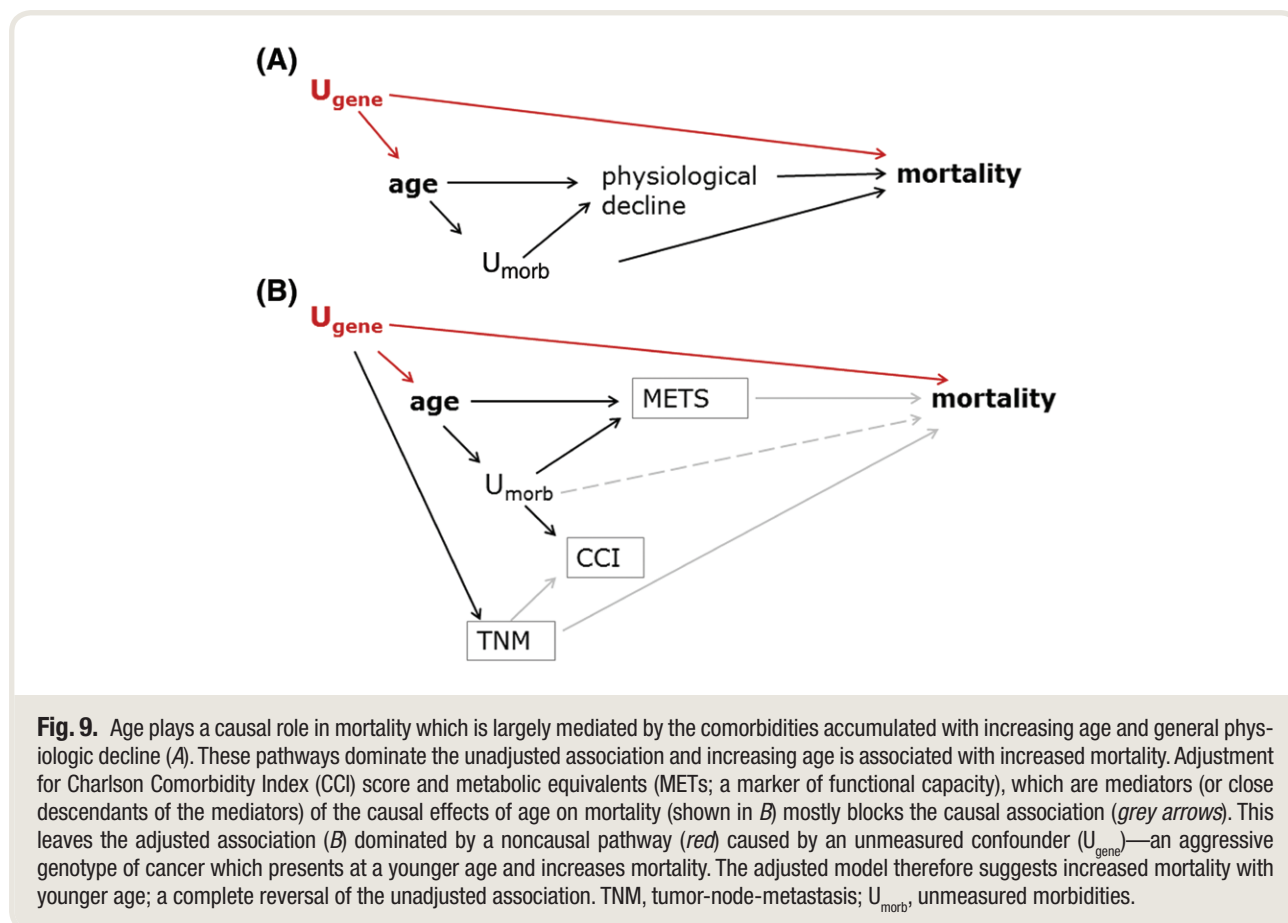 (A)
U_gene
age
physiological
decline
mortality
U_morb
(B)
U_gene
age
METS
mortality
U_morb
CCI
TNM
Fig. 9. Age plays a causal role in mortality which is largely mediated by the comorbidities accumulated with increasing age and general phys-
iologic decline (A). These pathways dominate the unadjusted association and increasing age is associated with increased mortality. Adjustment
for Charlson Comorbidity Index (CCI) score and metabolic equivalents (METs; a marker of functional capacity), which are mediators (or close
descendants of the mediators) of the causal effects of age on mortality (shown in B) mostly blocks the causal association (grey arrows). This
leaves the adjusted association (B) dominated by a noncausal pathway (red) caused by an unmeasured confounder (U_gene)—an aggressive
genotype of cancer which presents at a younger age and increases mortality. The adjusted model therefore suggests increased mortality with
younger age; a complete reversal of the unadjusted association. TNM, tumor-node-metastasis; U_morb, unmeasured morbidities.